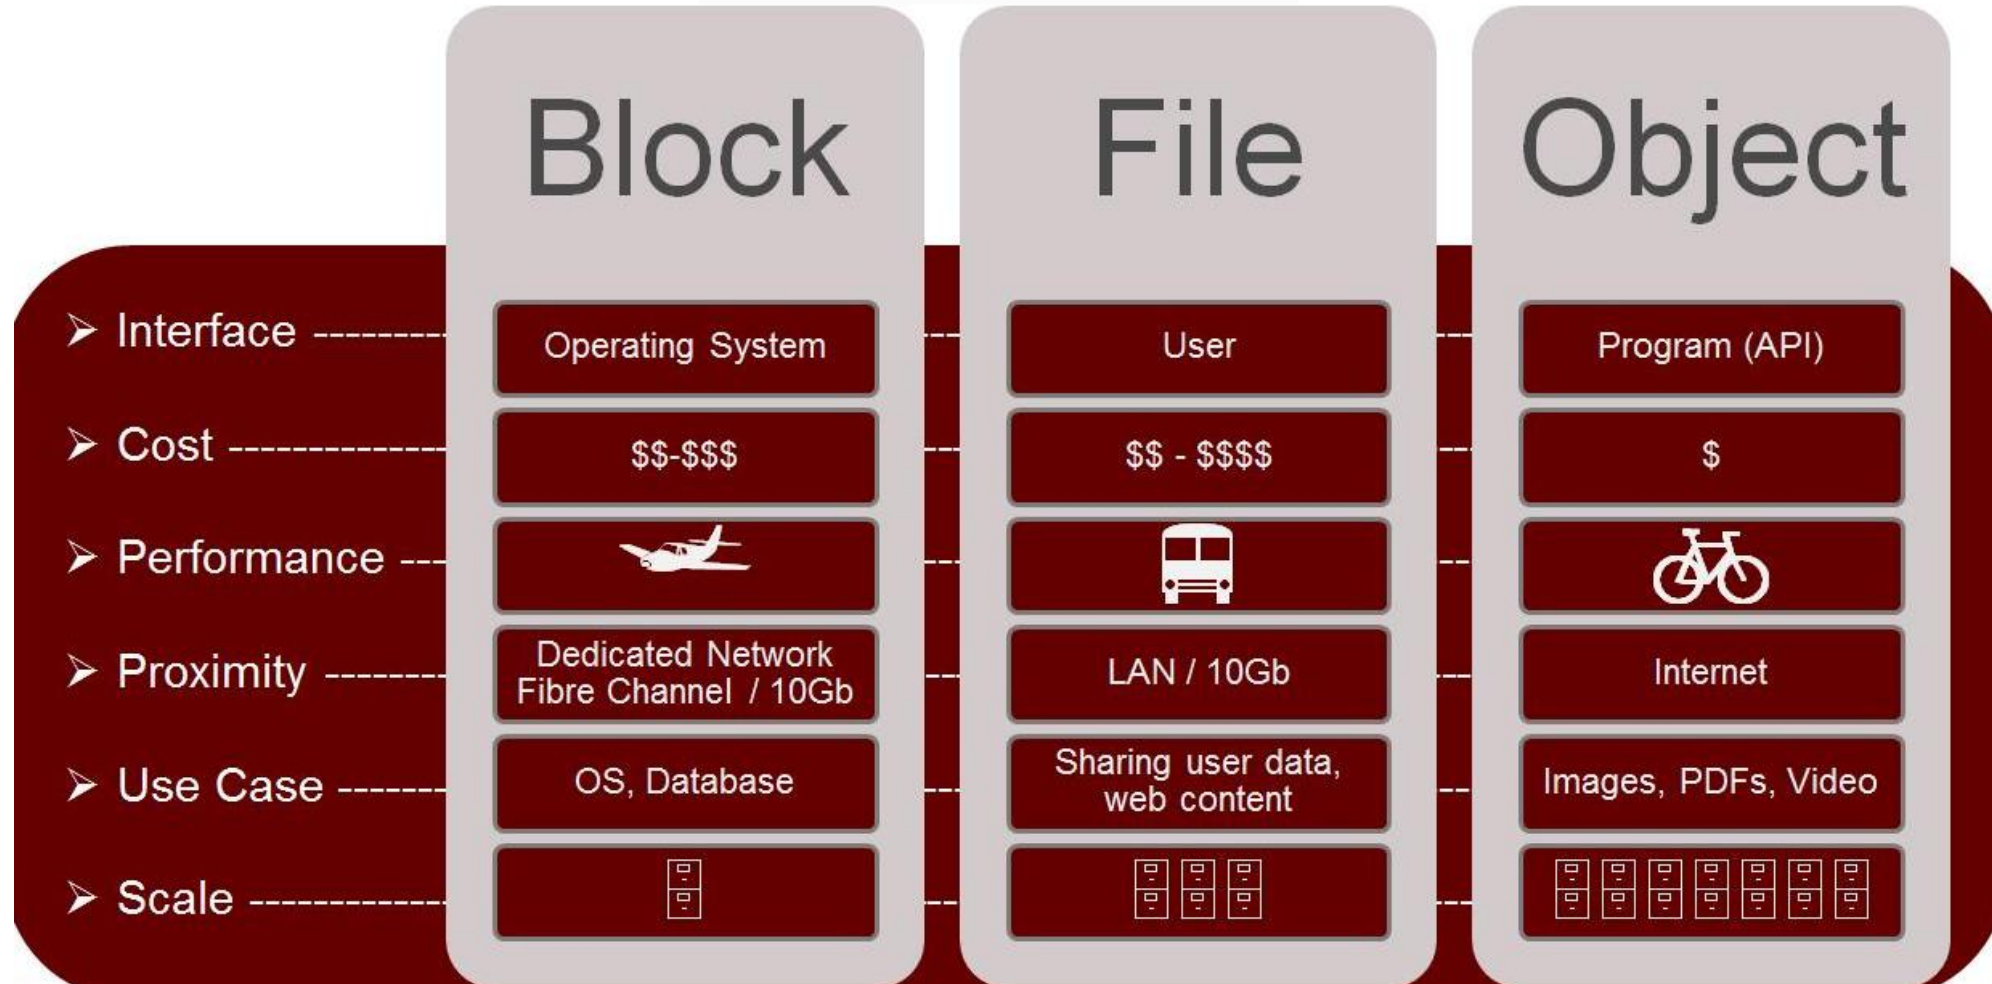 Block File Object
Interface Operating System User Program (API)
Cost $$-$$$ $$ - $$$$ $
Performance
Proximity Dedicated Network Fibre Channel / 10Gb LAN / 10Gb Internet
Use Case OS, Database Sharing user data, web content Images, PDFs, Video
Scale